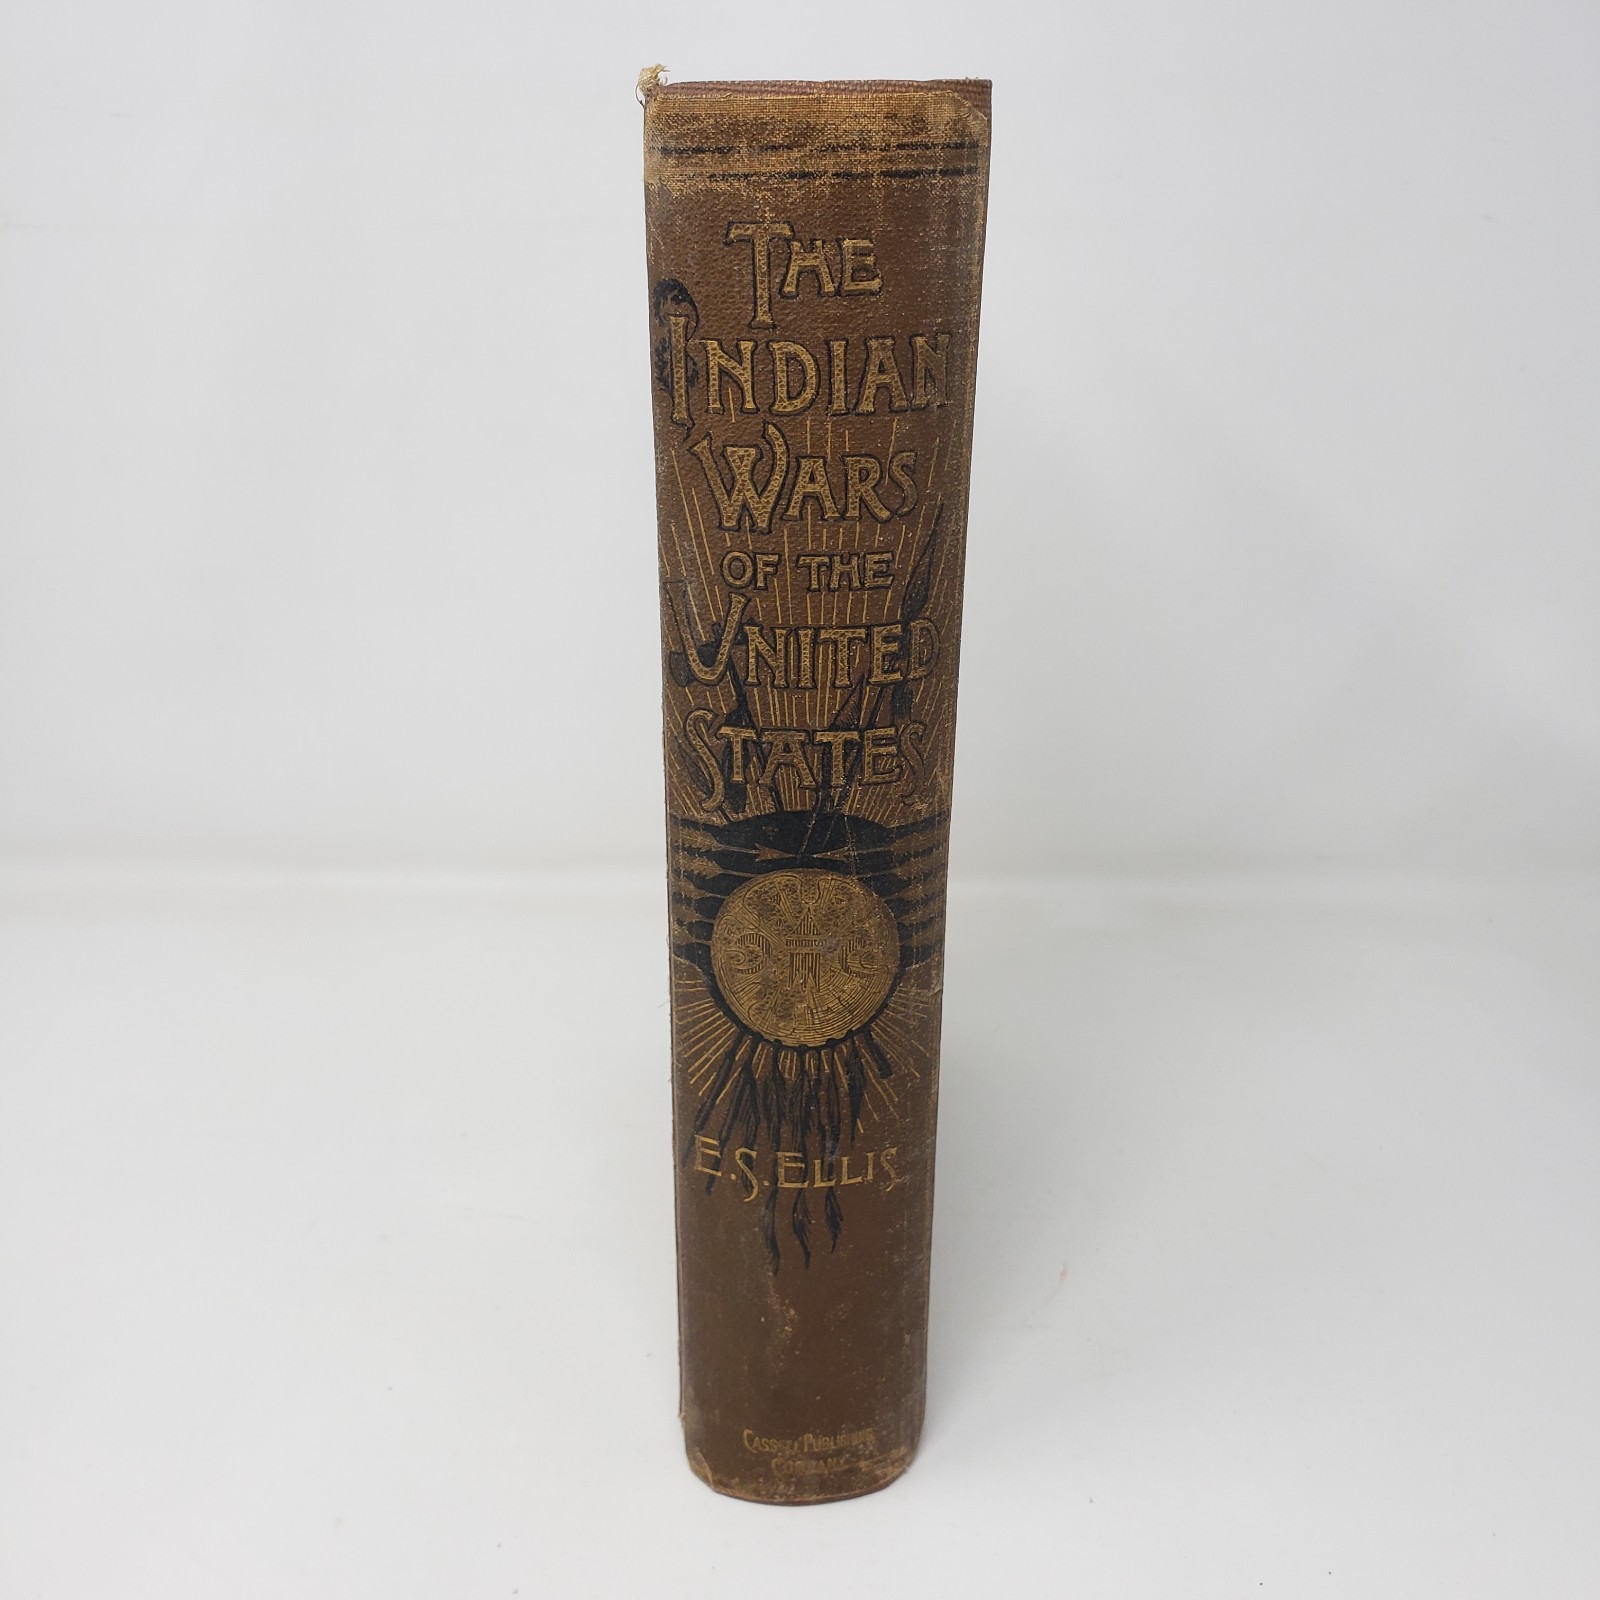 THE
INDIAN
WARS
OF THE
UNITED
STATES
E.S. ELLIS
CASSELL PUBLISHING
COMPANY